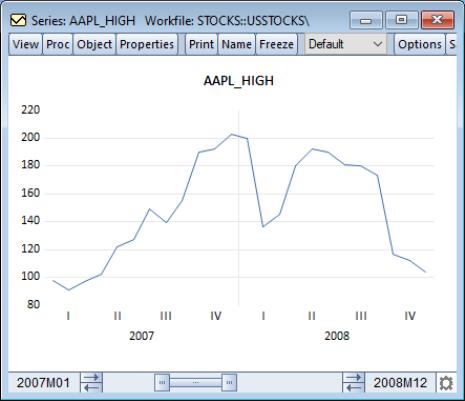 Series: AAPL_HIGH Workfile: STOCKS::USSTOCKS\
View Proc Object Properties Print Name Freeze Default Options
AAPL_HIGH
220
200
180
160
140
120
100
80
I II III IV I II III IV
2007 2008
2007M01 ... 2008M12